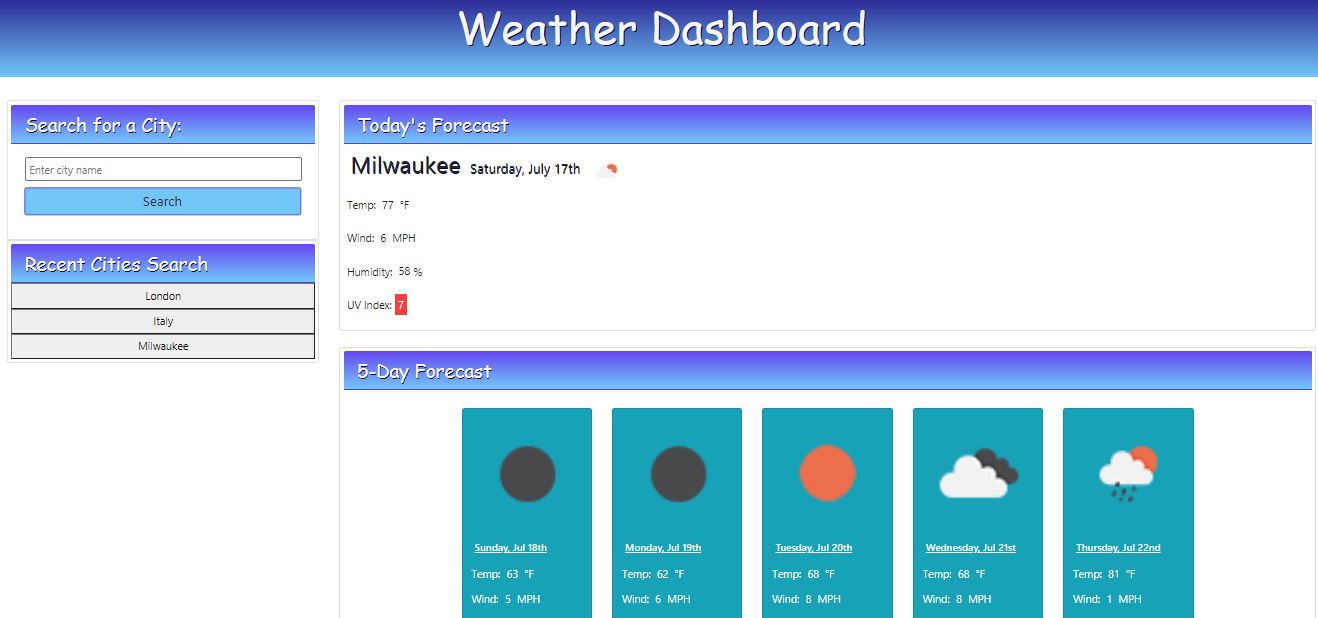 Weather Dashboard
Search for a City:
Enter city name
Search
Recent Cities Search
London
Italy
Milwaukee
Today's Forecast
Milwaukee Saturday, July 17th
Temp: 77 °F
Wind: 6 MPH
Humidity: 58 %
UV Index: 7
5-Day Forecast
Sunday, Jul 18th
Temp: 63 °F
Wind: 5 MPH
Monday, Jul 19th
Temp: 62 °F
Wind: 6 MPH
Tuesday, Jul 20th
Temp: 68 °F
Wind: 8 MPH
Wednesday, Jul 21st
Temp: 68 °F
Wind: 8 MPH
Thursday, Jul 22nd
Temp: 81 °F
Wind: 1 MPH